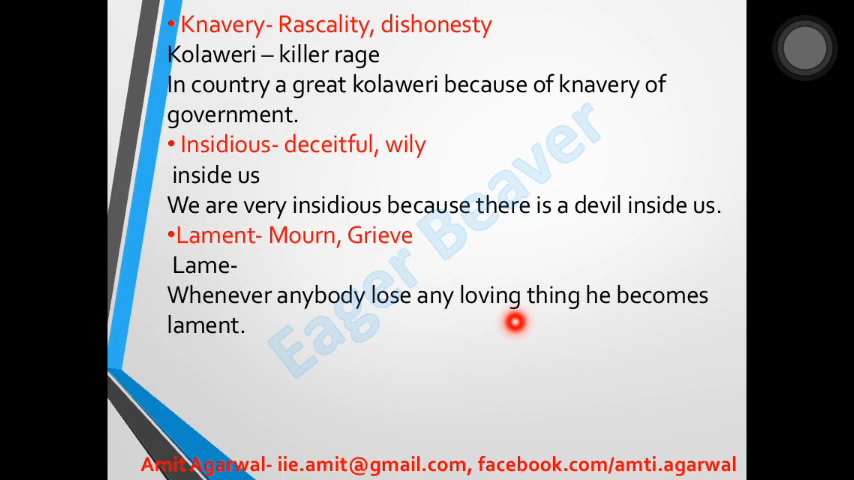 • Knavery- Rascality, dishonesty
Kolaweri – killer rage
In country a great kolaweri because of knavery of
government.
• Insidious- deceitful, wily
inside us
We are very insidious because there is a devil inside us.
•Lament- Mourn, Grieve
Lame-
Whenever anybody lose any loving thing he becomes
lament.
Eager Beaver
Amit Agarwal- iie.amit@gmail.com, facebook.com/amti.agarwal